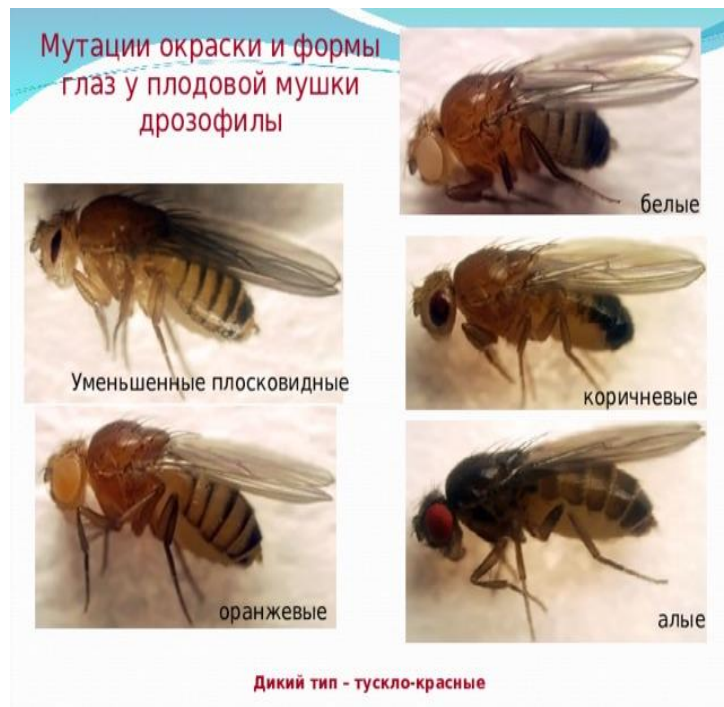 Мутации окраски и формы
глаз у плодовой мушки
дрозофилы
белые
Уменьшенные плосковидные
коричневые
оранжевые
алые
Дикий тип – тускло-красные